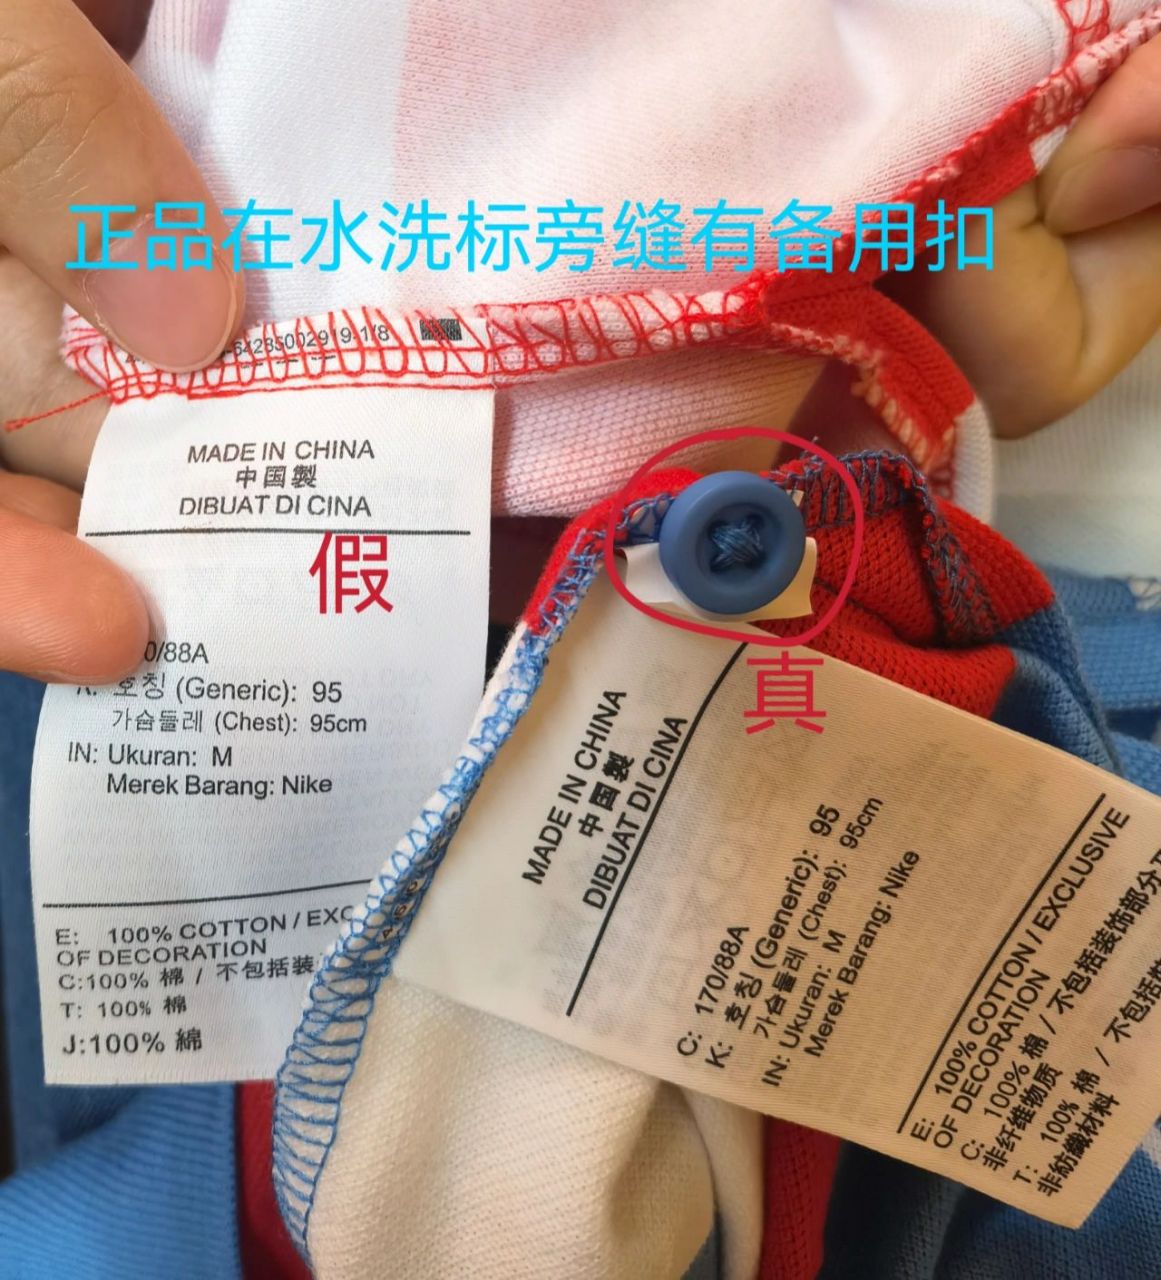 正品在水洗标旁缝有备用扣
64285002919-1/8
MADE IN CHINA
中国製
DIBUAT DI CINA
假
0/88A
호칭 (Generic): 95
가슴둘레 (Chest): 95cm
IN: Ukuran: M
Merek Barang: Nike
E: 100% COTTON / EXC
OF DECORATION
C:100% 棉 / 不包括装
T: 100% 棉
J:100% 綿
真
MADE IN CHINA
中国製
DIBUAT DI CINA
C: 170/88A
K: 호칭 (Generic): 95
가슴둘레 (Chest): 95cm
IN: Ukuran: M
Merek Barang: Nike
E: 100% COTTON / EXCLUSIVE
OF DECORATION
C: 100% 棉 / 不包括装饰部分及
非纤维物质
T: 100% 棉 / 不包括
非紡織材料